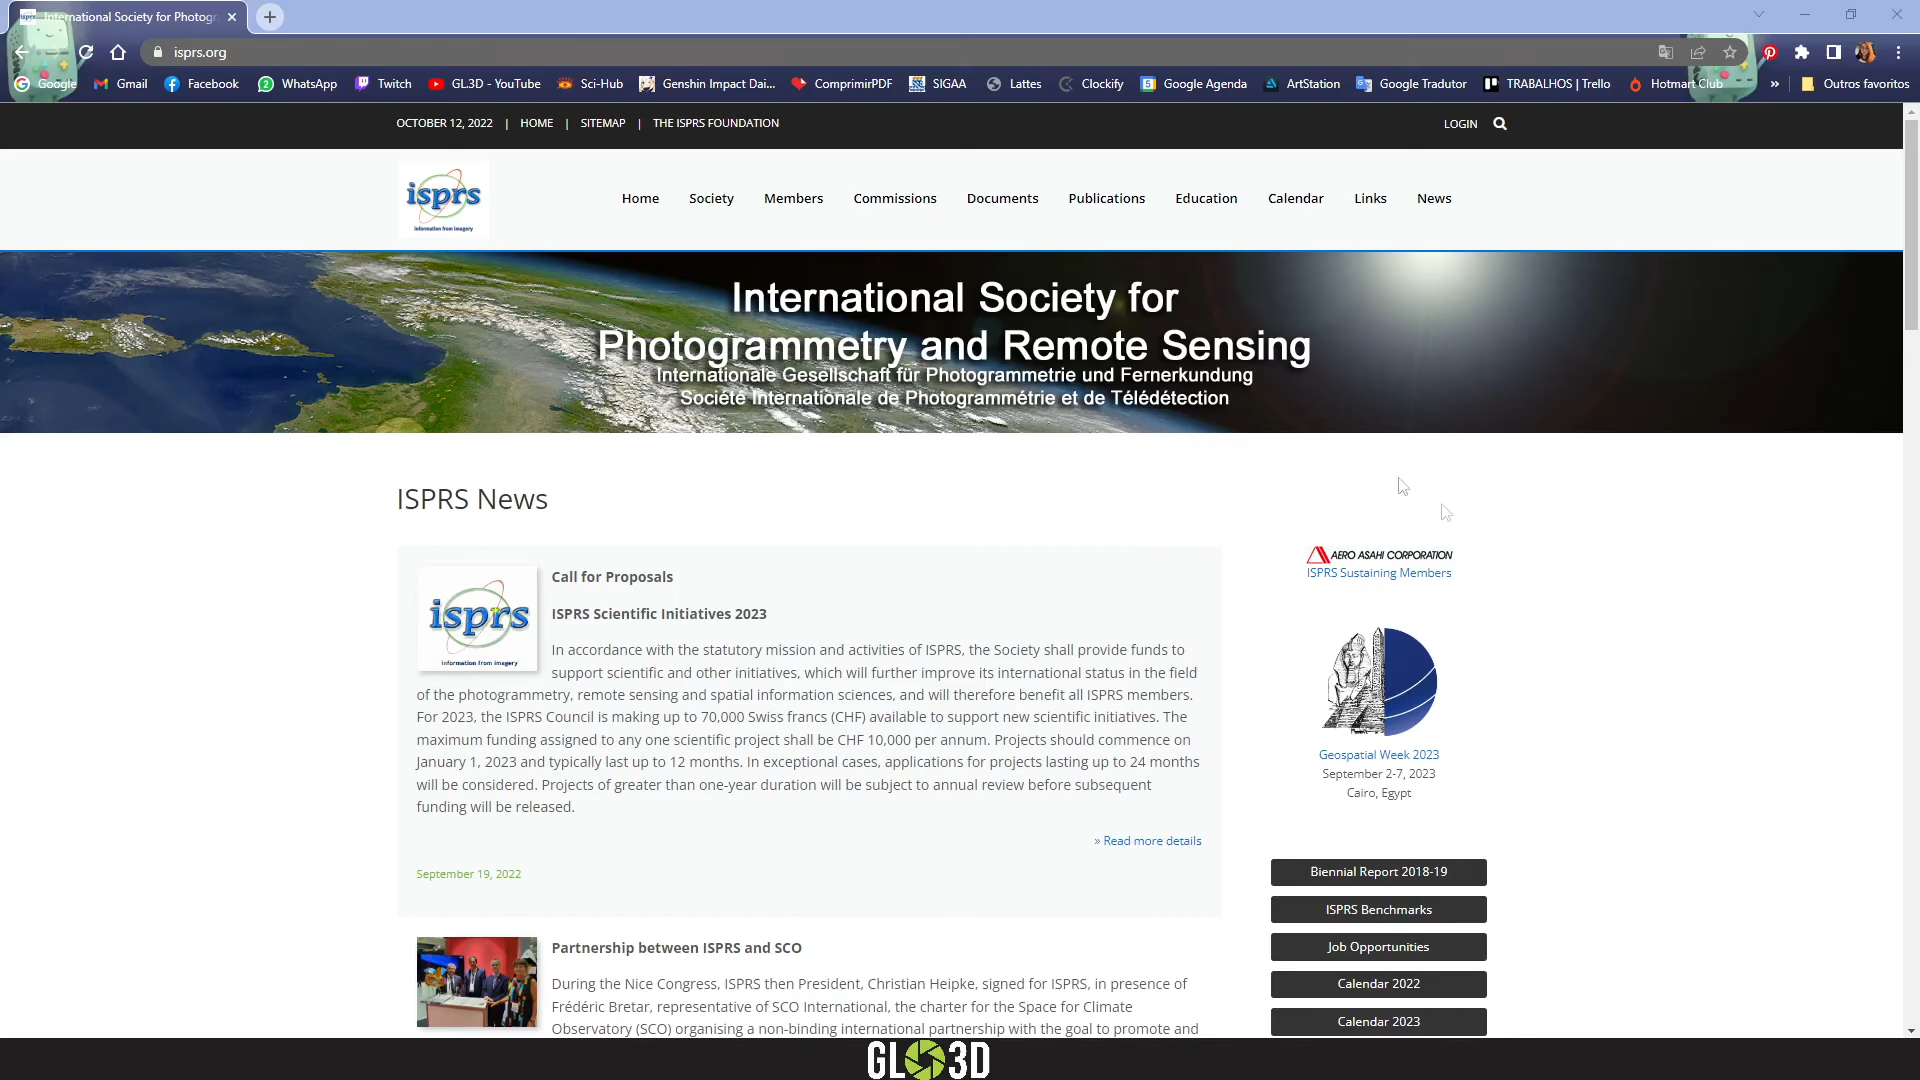 International Society for Photogr
isprs.org
Google Gmail Facebook WhatsApp Twitch GL.3D - YouTube Sci-Hub Genshin Impact Dai... ComprimirPDF SIGAA Lattes Clockify Google Agenda ArtStation Google Tradutor TRABALHOS | Trello Hotmart Club » Outros favoritos
OCTOBER 12, 2022 | HOME | SITEMAP | THE ISPRS FOUNDATION LOGIN
isprs
information from imagery
Home Society Members Commissions Documents Publications Education Calendar Links News
International Society for
Photogrammetry and Remote Sensing
Internationale Gesellschaft für Photogrammetrie und Fernerkundung
Société Internationale de Photogrammétrie et de Télédétection
ISPRS News
isprs
information from imagery
Call for Proposals
ISPRS Scientific Initiatives 2023
In accordance with the statutory mission and activities of ISPRS, the Society shall provide funds to
support scientific and other initiatives, which will further improve its international status in the field
of the photogrammetry, remote sensing and spatial information sciences, and will therefore benefit all ISPRS members.
For 2023, the ISPRS Council is making up to 70,000 Swiss francs (CHF) available to support new scientific initiatives. The
maximum funding assigned to any one scientific project shall be CHF 10,000 per annum. Projects should commence on
January 1, 2023 and typically last up to 12 months. In exceptional cases, applications for projects lasting up to 24 months
will be considered. Projects of greater than one-year duration will be subject to annual review before subsequent
funding will be released.
» Read more details
September 19, 2022
Partnership between ISPRS and SCO
During the Nice Congress, ISPRS then President, Christian Heipke, signed for ISPRS, in presence of
Frédéric Bretar, representative of SCO International, the charter for the Space for Climate
Observatory (SCO) organising a non-binding international partnership with the goal to promote and
AERO ASAHI CORPORATION
ISPRS Sustaining Members
Geospatial Week 2023
September 2-7, 2023
Cairo, Egypt
Biennial Report 2018-19
ISPRS Benchmarks
Job Opportunities
Calendar 2022
Calendar 2023
GL 3D